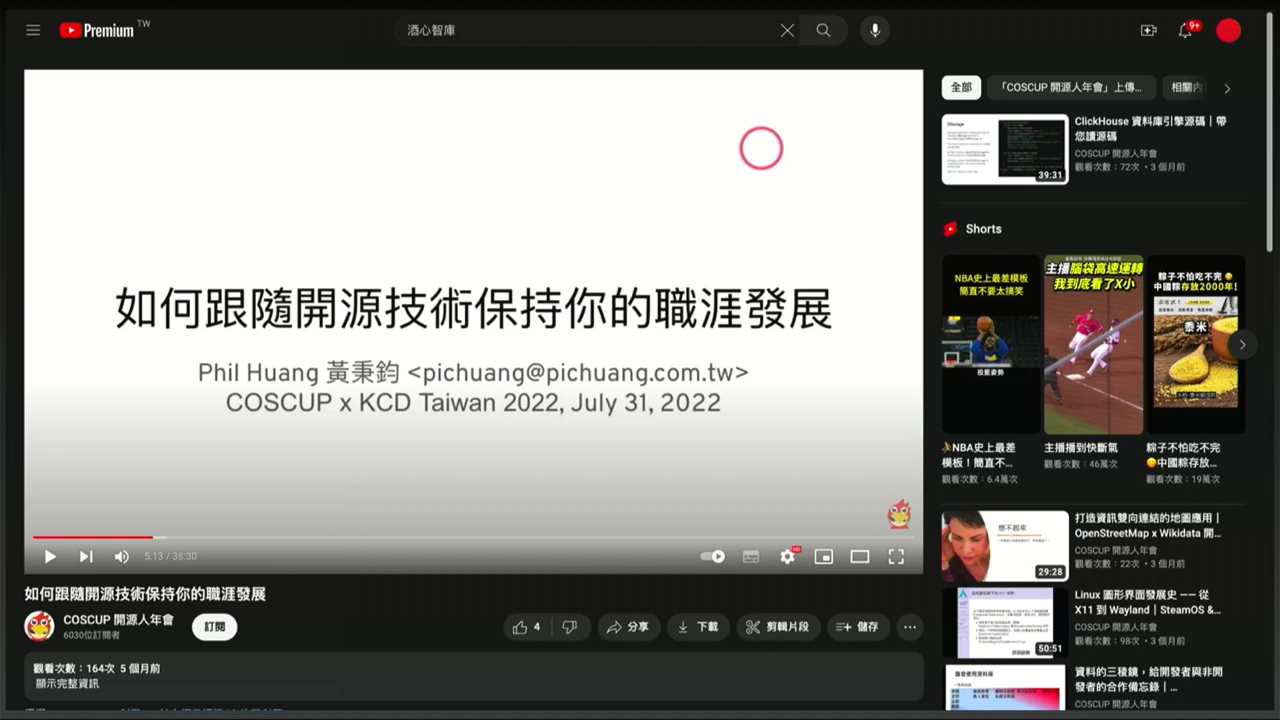 Premium TW
酒心智庫
9+
如何跟隨開源技術保持你的職涯發展
Phil Huang 黃秉鈞 <pichuang@pichuang.com.tw>
COSCUP x KCD Taiwan 2022, July 31, 2022
5:13 / 38:30
如何跟隨開源技術保持你的職涯發展
COSCUP 開源人年會
6030位訂閱者
訂閱
4
分享
剪輯片段
儲存
觀看次數：164次 5 個月前
顯示完整資訊
全部
「COSCUP 開源人年會」上傳...
相關內
39:31
ClickHouse 資料庫引擎源碼 | 帶
您讀源碼
COSCUP 開源人年會
觀看次數：72次 • 3 個月前
Shorts
NBA史上最差模板
簡直不要太搞笑
投籃姿勢
🏃NBA史上最差
模板！簡直不...
觀看次數：6.4萬次
主播腦袋高速運轉
我到底看了X小
主播播到快斷氣
觀看次數：46萬次
粽子不怕吃不完
中國粽存放2000年!
黍米
粽子不怕吃不完
😋中國粽存放...
觀看次數：19萬次
想不起來
29:28
打造資訊雙向連結的地圖應用 |
OpenStreetMap x Wikidata 開...
COSCUP 開源人年會
觀看次數：22次 • 3 個月前
50:51
Linux 圖形界面發展史 —— 從
X11 到 Wayland | SteamOS &...
COSCUP 開源人年會
觀看次數：98次 • 3 個月前
資料的三稜鏡，給開發者與非開
發者的合作備忘錄 | ...
COSCUP 開源人年會